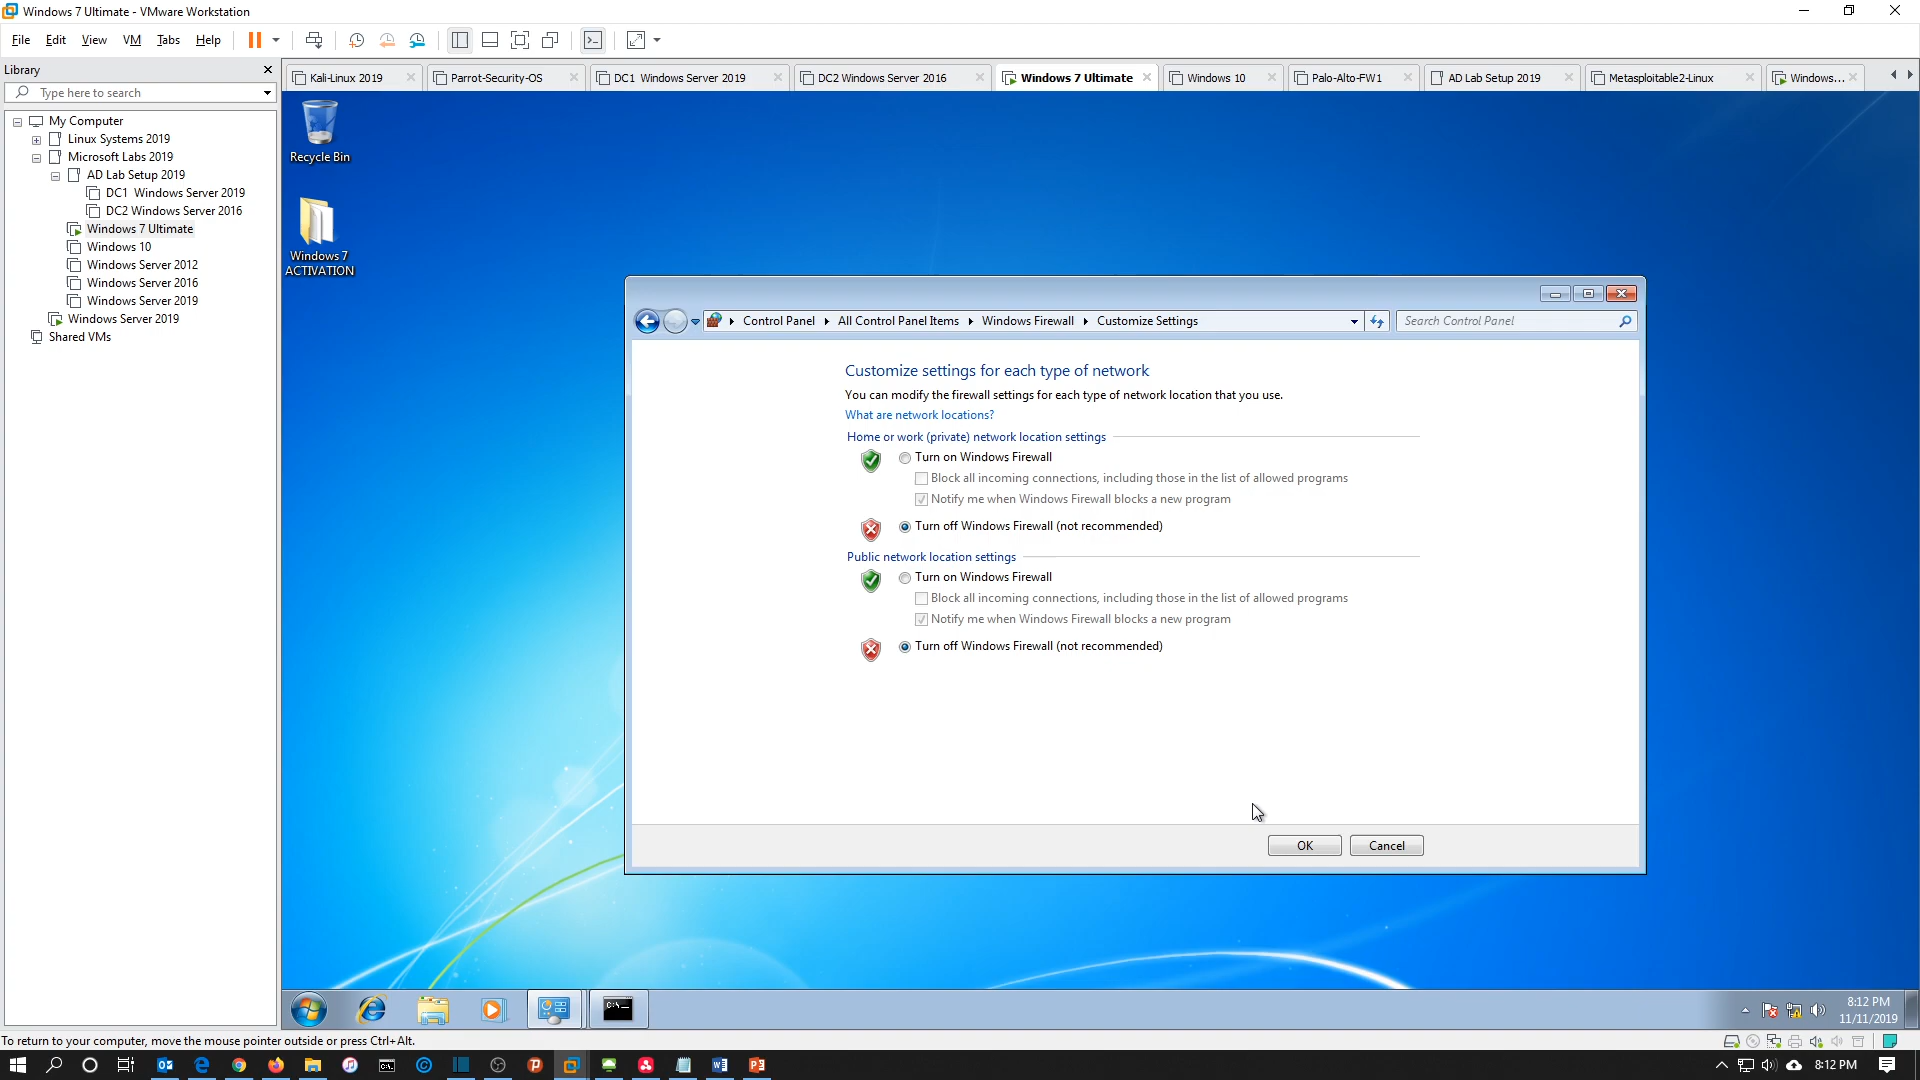 Windows 7 Ultimate - VMware Workstation
File Edit View VM Tabs Help
Library
Type here to search
My Computer
Linux Systems 2019
Microsoft Labs 2019
AD Lab Setup 2019
DC1 Windows Server 2019
DC2 Windows Server 2016
Windows 7 Ultimate
Windows 10
Windows Server 2012
Windows Server 2016
Windows Server 2019
Windows Server 2019
Shared VMs
Kali-Linux 2019 Parrot-Security-OS DC1 Windows Server 2019 DC2 Windows Server 2016 Windows 7 Ultimate Windows 10 Palo-Alto-FW1 AD Lab Setup 2019 Metasploitable2-Linux Windows...
Recycle Bin
Windows 7
ACTIVATION
Control Panel All Control Panel Items Windows Firewall Customize Settings
Search Control Panel
Customize settings for each type of network
You can modify the firewall settings for each type of network location that you use.
What are network locations?
Home or work (private) network location settings
Turn on Windows Firewall
Block all incoming connections, including those in the list of allowed programs
Notify me when Windows Firewall blocks a new program
Turn off Windows Firewall (not recommended)
Public network location settings
Turn on Windows Firewall
Block all incoming connections, including those in the list of allowed programs
Notify me when Windows Firewall blocks a new program
Turn off Windows Firewall (not recommended)
OK Cancel
C:\
8:12 PM
11/11/2019
To return to your computer, move the mouse pointer outside or press Ctrl+Alt.
8:12 PM